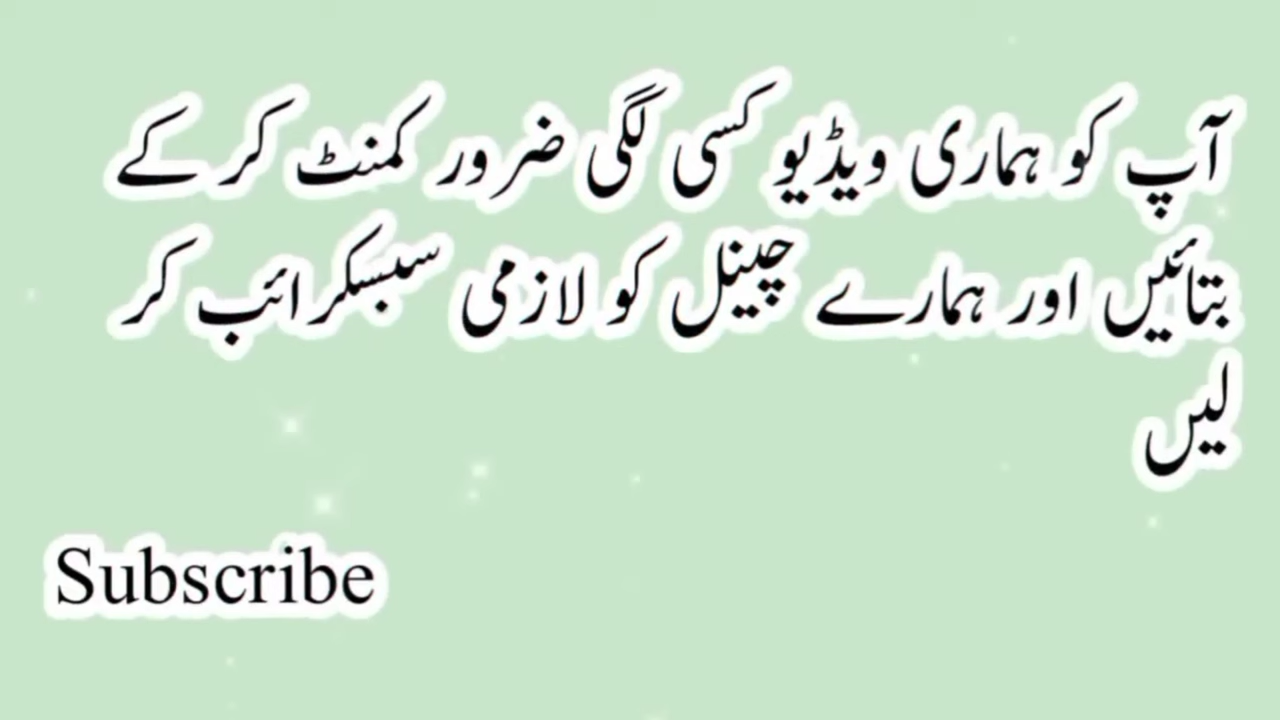 آپ کو ہماری ویڈیو کسی لگی ضرور کمنٹ کر کے
بتائیں اور ہمارے چینل کو لازمی سبسکرائب کر
لیں
Subscribe